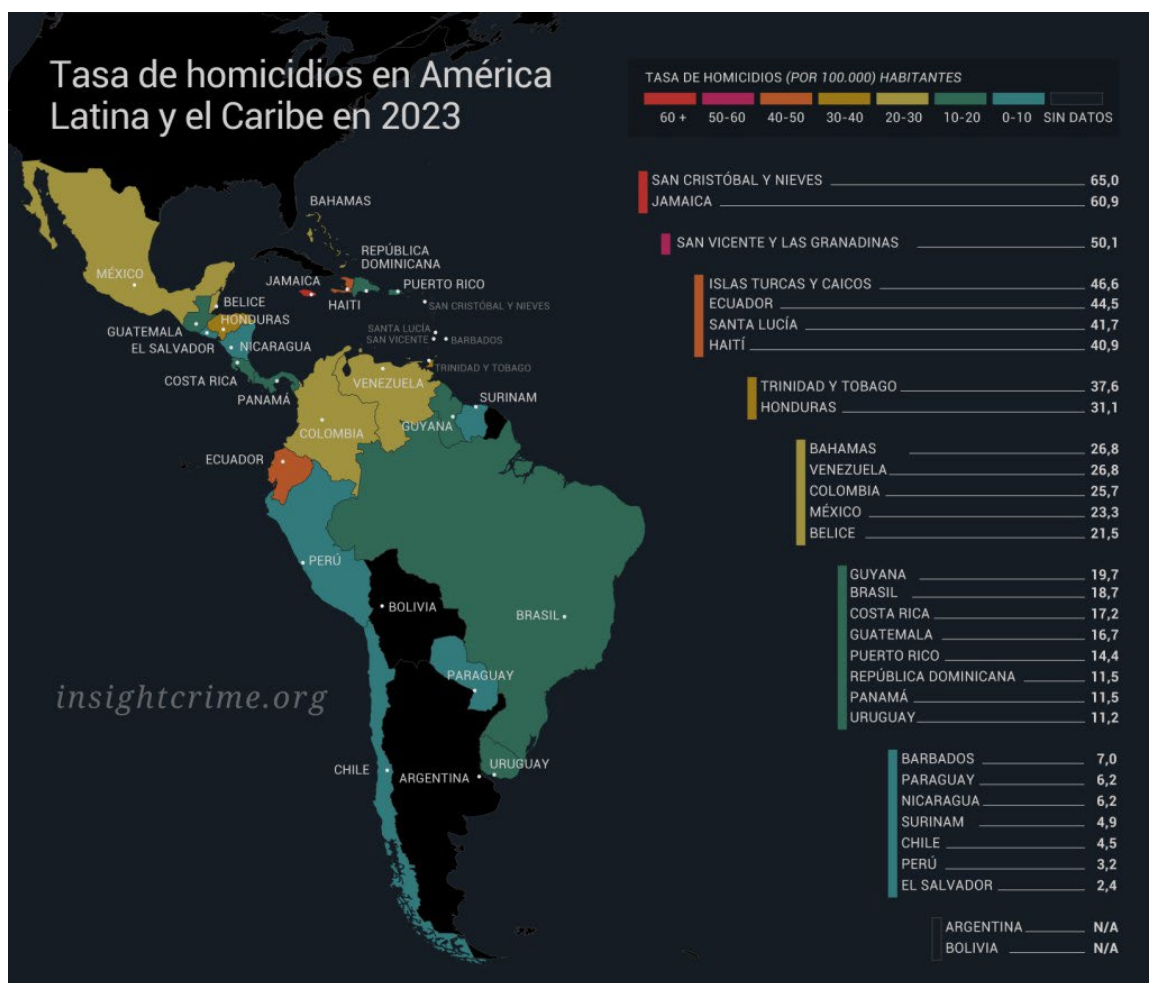 Tasa de homicidios en América
Latina y el Caribe en 2023
TASA DE HOMICIDIOS (POR 100.000) HABITANTES
60 + 50-60 40-50 30-40 20-30 10-20 0-10 SIN DATOS
SAN CRISTÓBAL Y NIEVES 65,0
JAMAICA 60,9
SAN VICENTE Y LAS GRANADINAS 50,1
ISLAS TURCAS Y CAICOS 46,6
ECUADOR 44,5
SANTA LUCÍA 41,7
HAITÍ 40,9
TRINIDAD Y TOBAGO 37,6
HONDURAS 31,1
BAHAMAS 26,8
VENEZUELA 26,8
COLOMBIA 25,7
MÉXICO 23,3
BELICE 21,5
GUYANA 19,7
BRASIL 18,7
COSTA RICA 17,2
GUATEMALA 16,7
PUERTO RICO 14,4
REPÚBLICA DOMINICANA 11,5
PANAMÁ 11,5
URUGUAY 11,2
BARBADOS 7,0
PARAGUAY 6,2
NICARAGUA 6,2
SURINAM 4,9
CHILE 4,5
PERÚ 3,2
EL SALVADOR 2,4
ARGENTINA N/A
BOLIVIA N/A
BAHAMAS
REPÚBLICA
DOMINICANA
MÉXICO
JAMAICA
PUERTO RICO
BELICE
HAITI
SAN CRISTÓBAL Y NIEVES
HONDURAS
GUATEMALA
SANTA LUCÍA
SAN VICENTE
BARBADOS
EL SALVADOR
NICARAGUA
TRINIDAD Y TOBAGO
COSTA RICA
VENEZUELA
PANAMÁ
SURINAM
COLOMBIA
GUYANA
ECUADOR
PERÚ
BOLIVIA
BRASIL
PARAGUAY
insightcrime.org
URUGUAY
CHILE
ARGENTINA